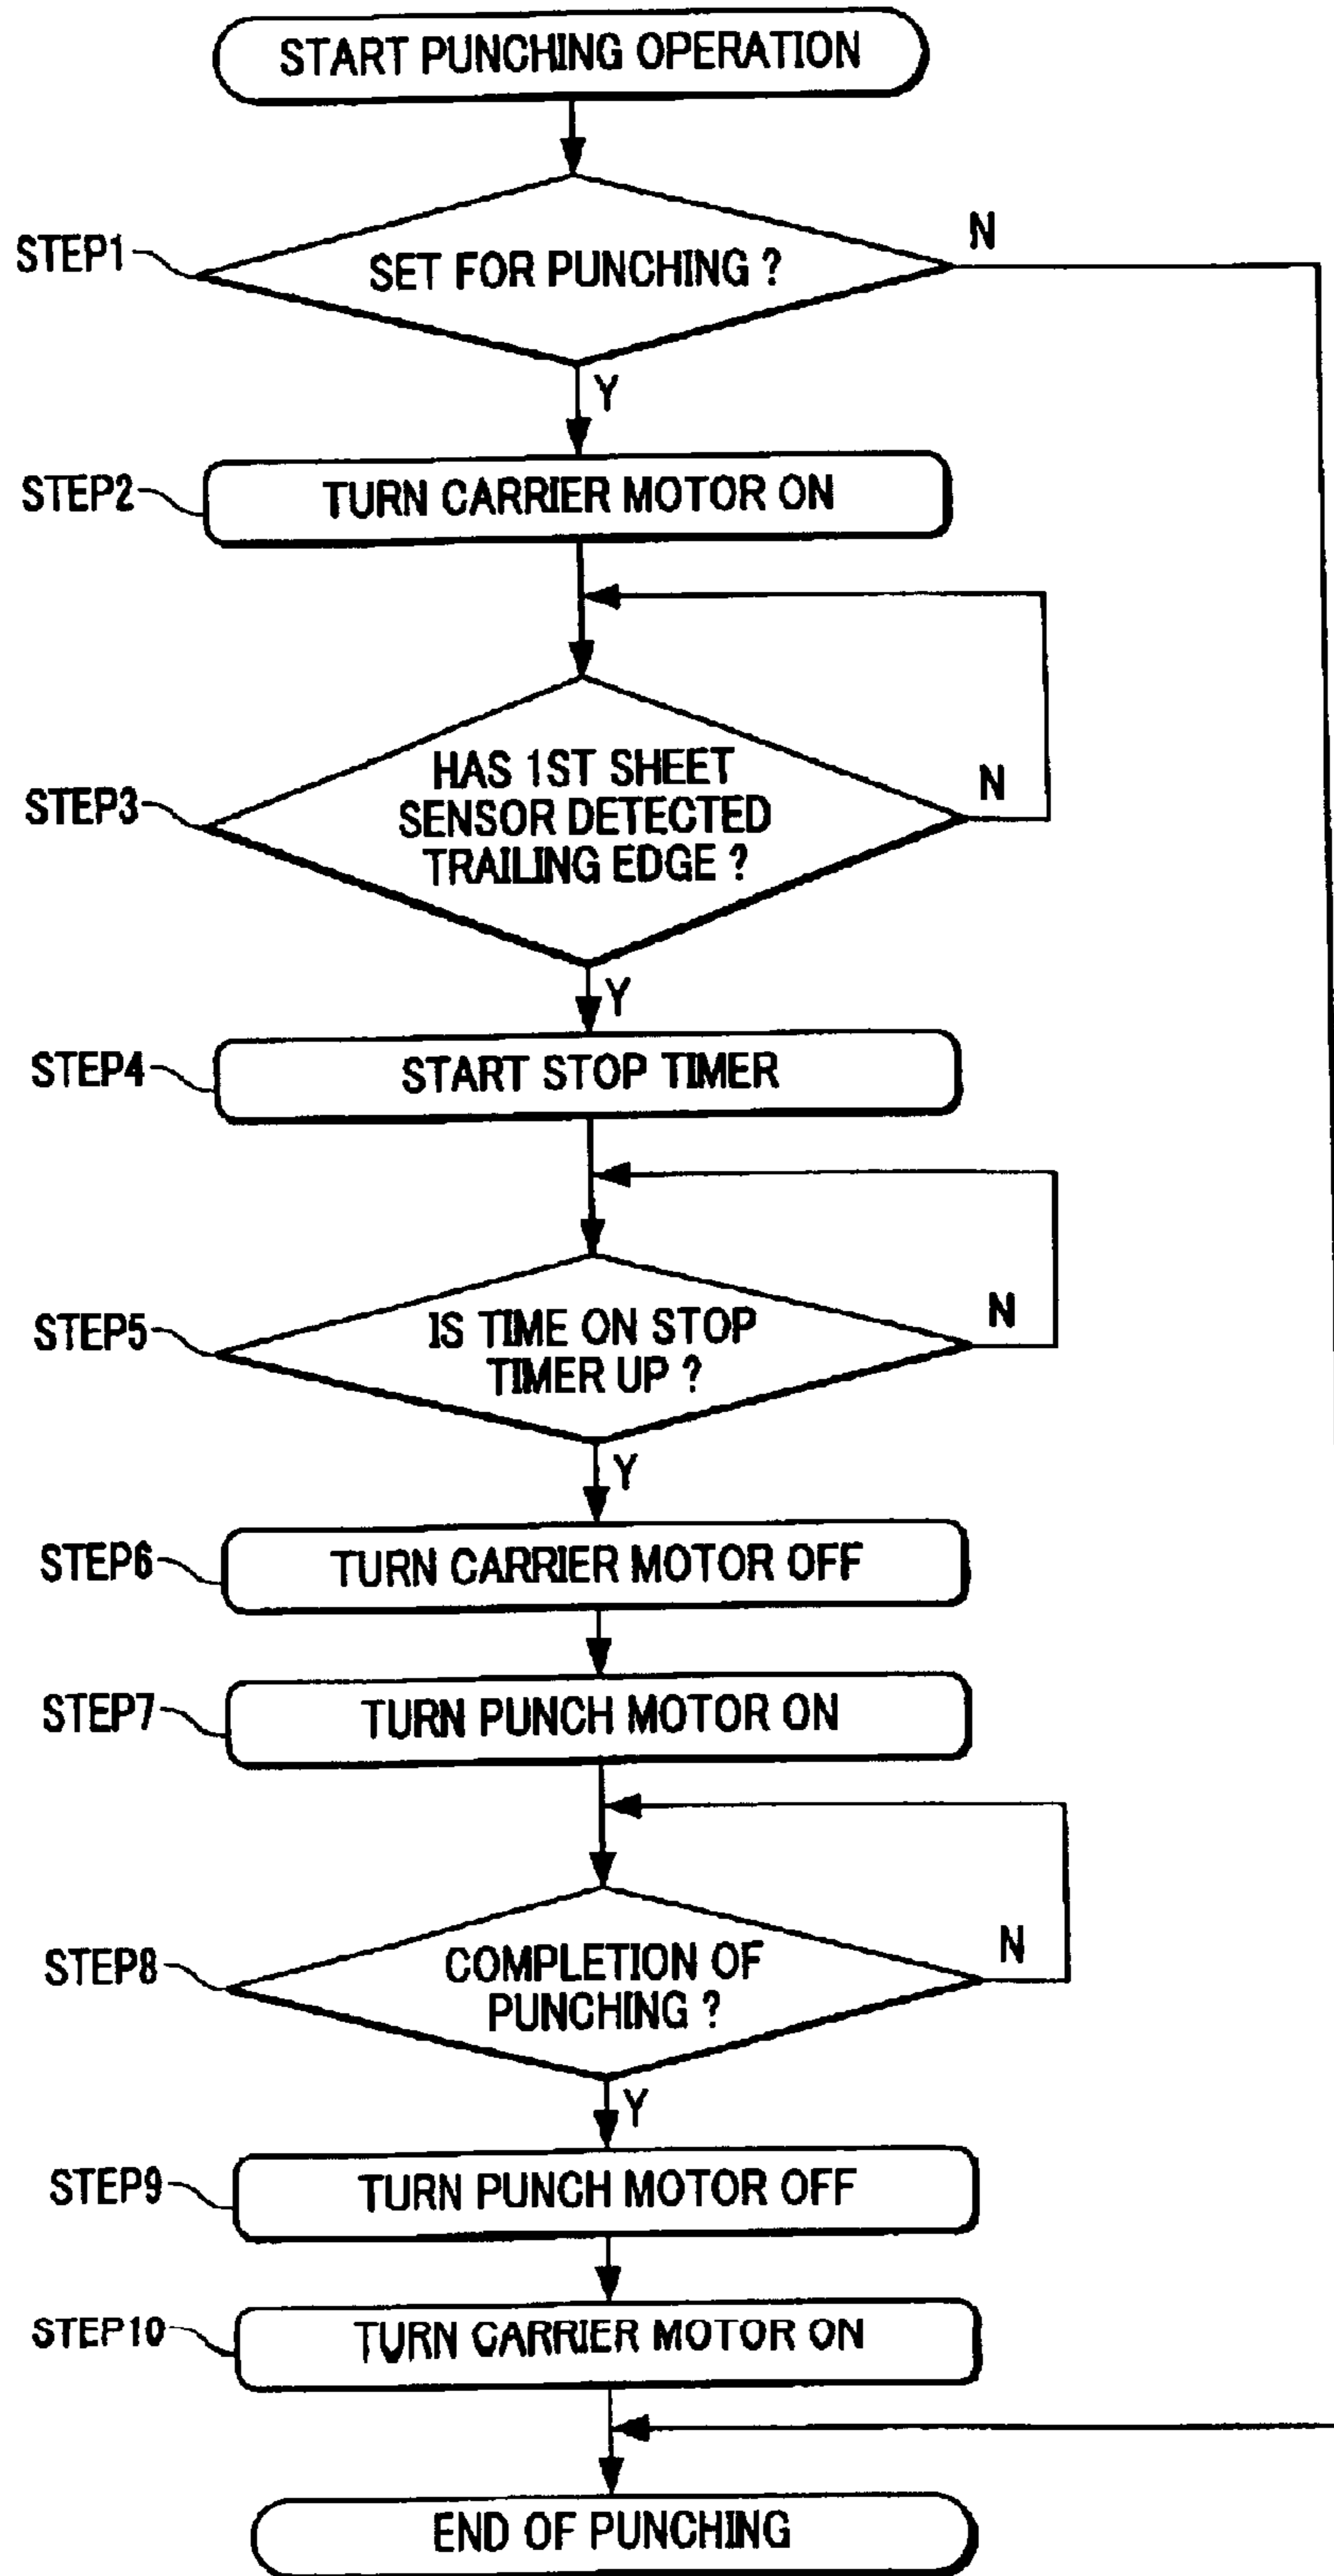 START PUNCHING OPERATION
STEP1
SET FOR PUNCHING ?
N
Y
STEP2
TURN CARRIER MOTOR ON
STEP3
HAS 1ST SHEET
SENSOR DETECTED
TRAILING EDGE ?
N
Y
STEP4
START STOP TIMER
STEP5
IS TIME ON STOP
TIMER UP ?
N
Y
STEP6
TURN CARRIER MOTOR OFF
STEP7
TURN PUNCH MOTOR ON
STEP8
COMPLETION OF
PUNCHING ?
N
Y
STEP9
TURN PUNCH MOTOR OFF
STEP10
TURN CARRIER MOTOR ON
END OF PUNCHING